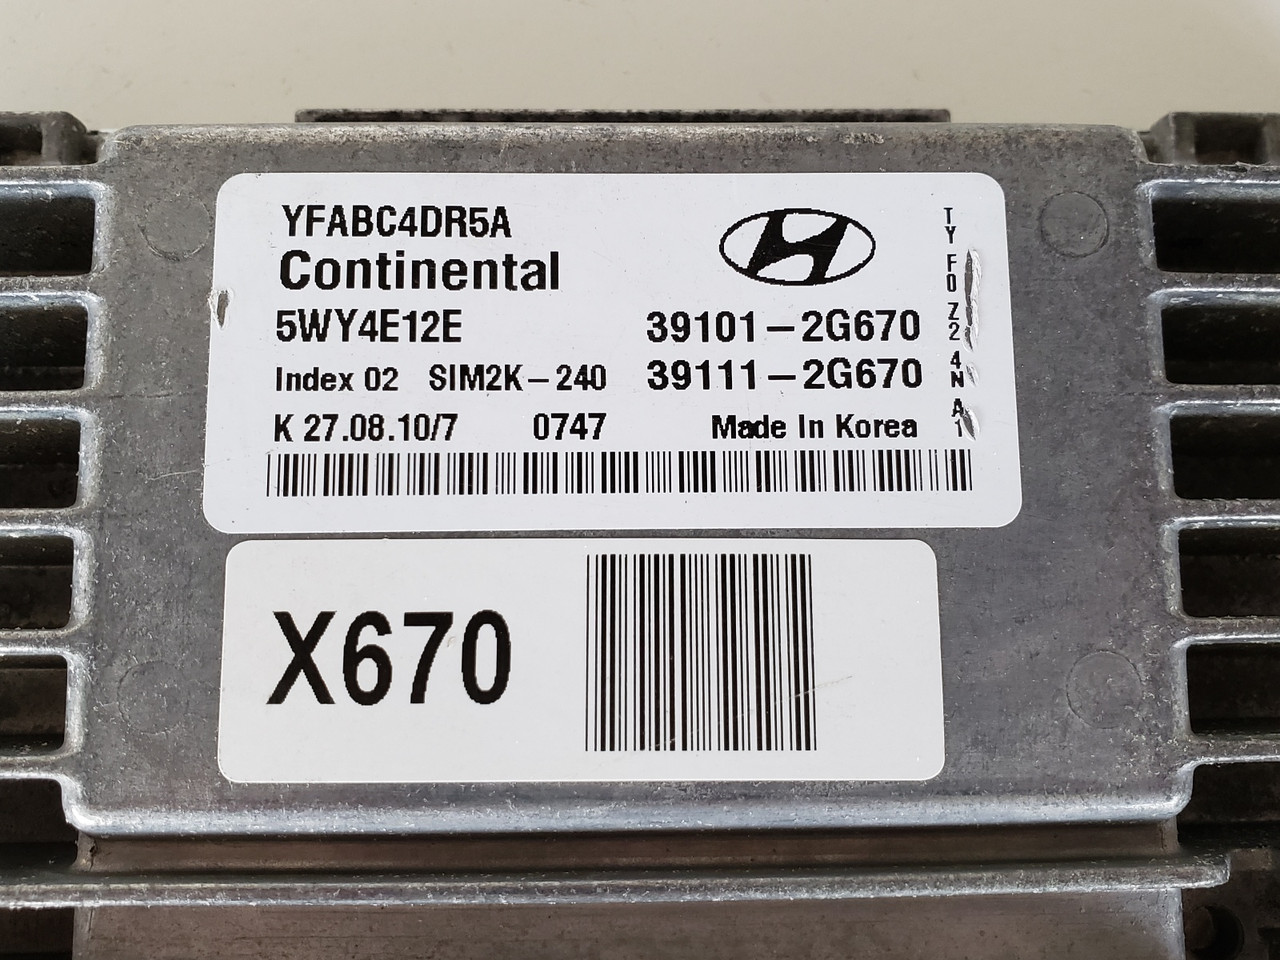 YFABC4DR5A
Continental
5WY4E12E 39101-2G670
Index 02 SIM2K-240 39111-2G670
K 27.08.10/7 0747 Made In Korea
TYF0Z24NA1
X670